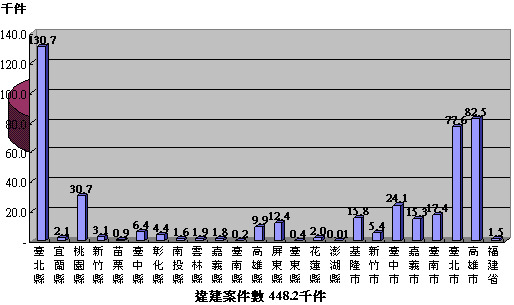 千件
140.0
120.0
100.0
80.0
60.0
40.0
20.0
-
130.7 2.1 30.7 3.1 0.9 6.4 4.4 1.6 1.9 1.8 0.2 9.9 12.4 0.4 2.0 0.01 15.8 5.4 24.1 15.3 17.4 77.6 82.5 1.5
臺北縣 宜蘭縣 桃園縣 新竹縣 苗栗縣 臺中縣 彰化縣 南投縣 雲林縣 嘉義縣 臺南縣 高雄縣 屏東縣 臺東縣 花蓮縣 澎湖縣 基隆市 新竹市 臺中市 嘉義市 臺南市 臺北市 高雄市 福建省
違建案件數 448.2千件